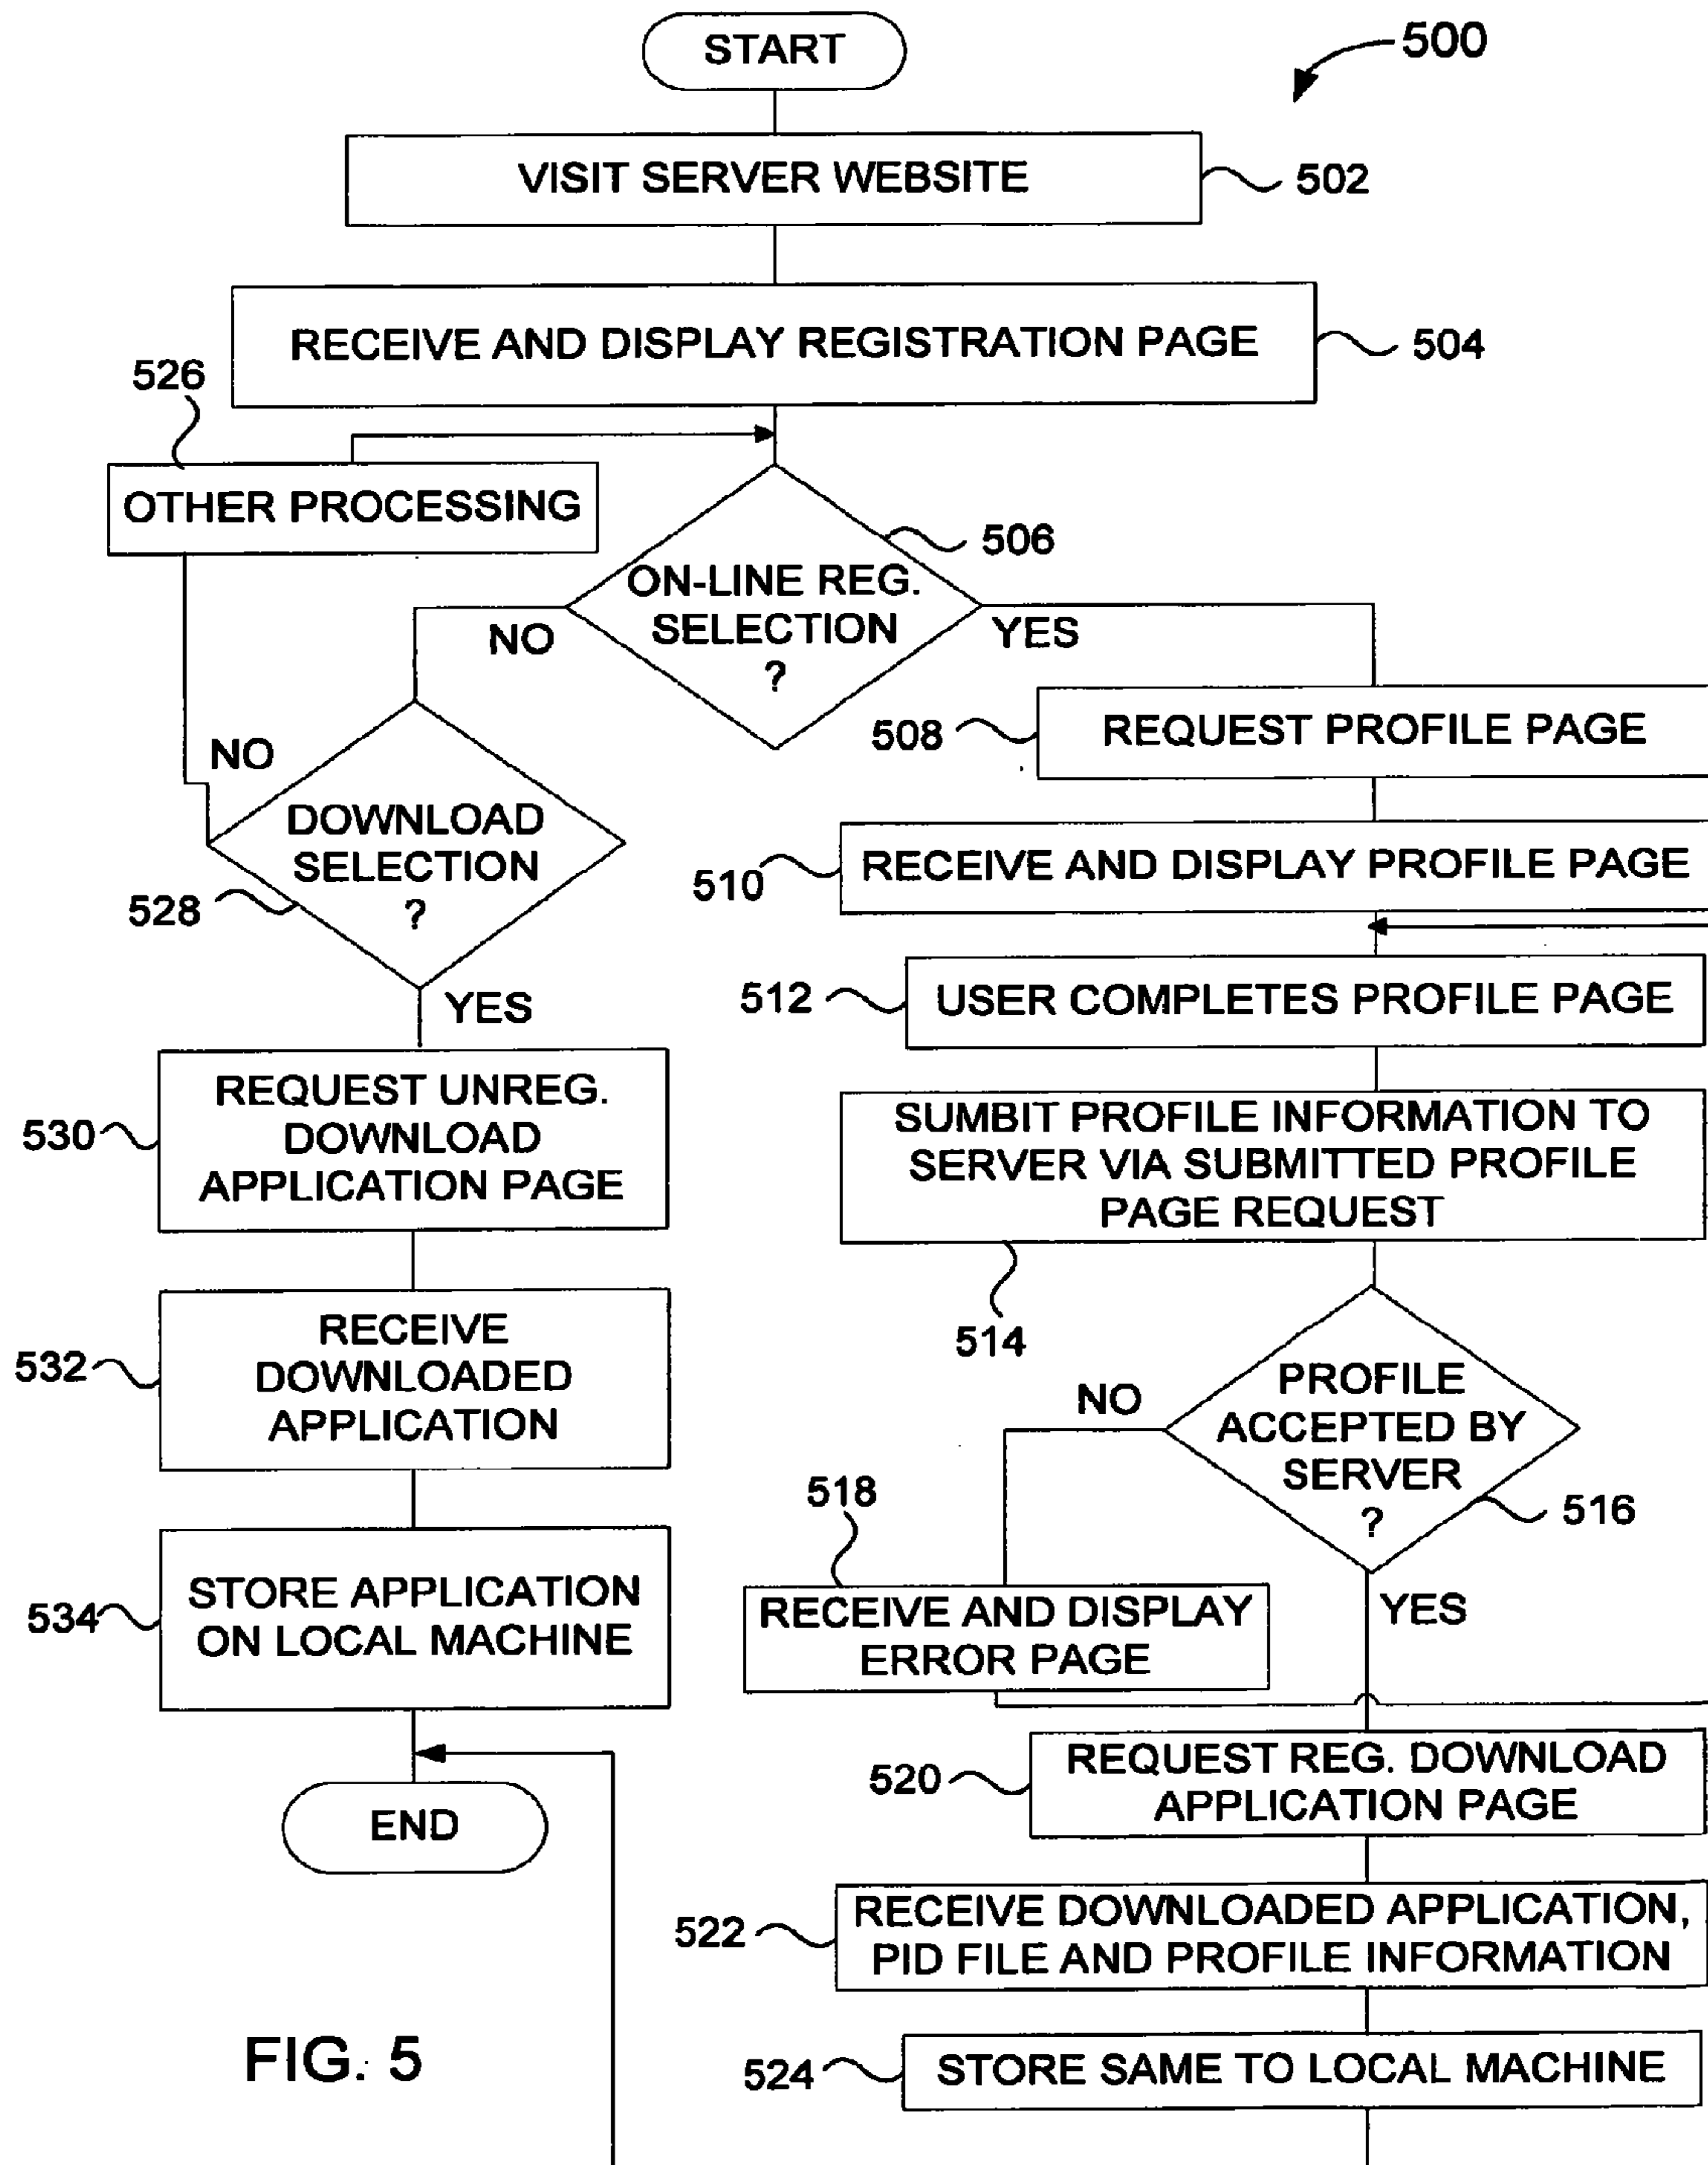 START
500
VISIT SERVER WEBSITE
502
RECEIVE AND DISPLAY REGISTRATION PAGE
504
526
OTHER PROCESSING
506
ON-LINE REG.
SELECTION
?
NO
YES
508
REQUEST PROFILE PAGE
NO
DOWNLOAD
SELECTION
?
528
YES
510
RECEIVE AND DISPLAY PROFILE PAGE
512
USER COMPLETES PROFILE PAGE
530
REQUEST UNREG.
DOWNLOAD
APPLICATION PAGE
SUMBIT PROFILE INFORMATION TO
SERVER VIA SUBMITTED PROFILE
PAGE REQUEST
514
532
RECEIVE
DOWNLOADED
APPLICATION
PROFILE
ACCEPTED BY
SERVER
?
516
NO
YES
518
RECEIVE AND DISPLAY
ERROR PAGE
534
STORE APPLICATION
ON LOCAL MACHINE
520
REQUEST REG. DOWNLOAD
APPLICATION PAGE
END
522
RECEIVE DOWNLOADED APPLICATION,
PID FILE AND PROFILE INFORMATION
524
STORE SAME TO LOCAL MACHINE
FIG. 5